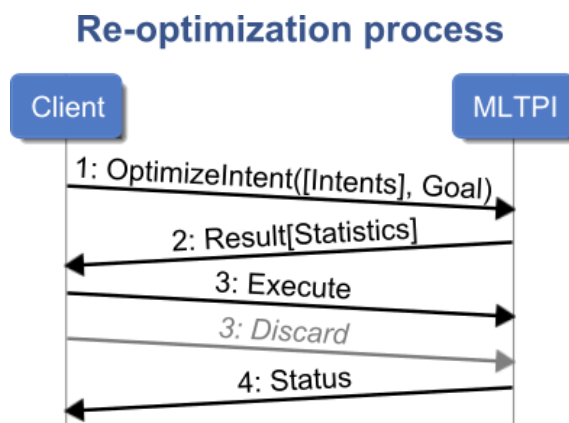 Re-optimization process
Client
MLTPI
1: OptimizeIntent([Intents], Goal)
2: Result[Statistics]
3: Execute
3: Discard
4: Status